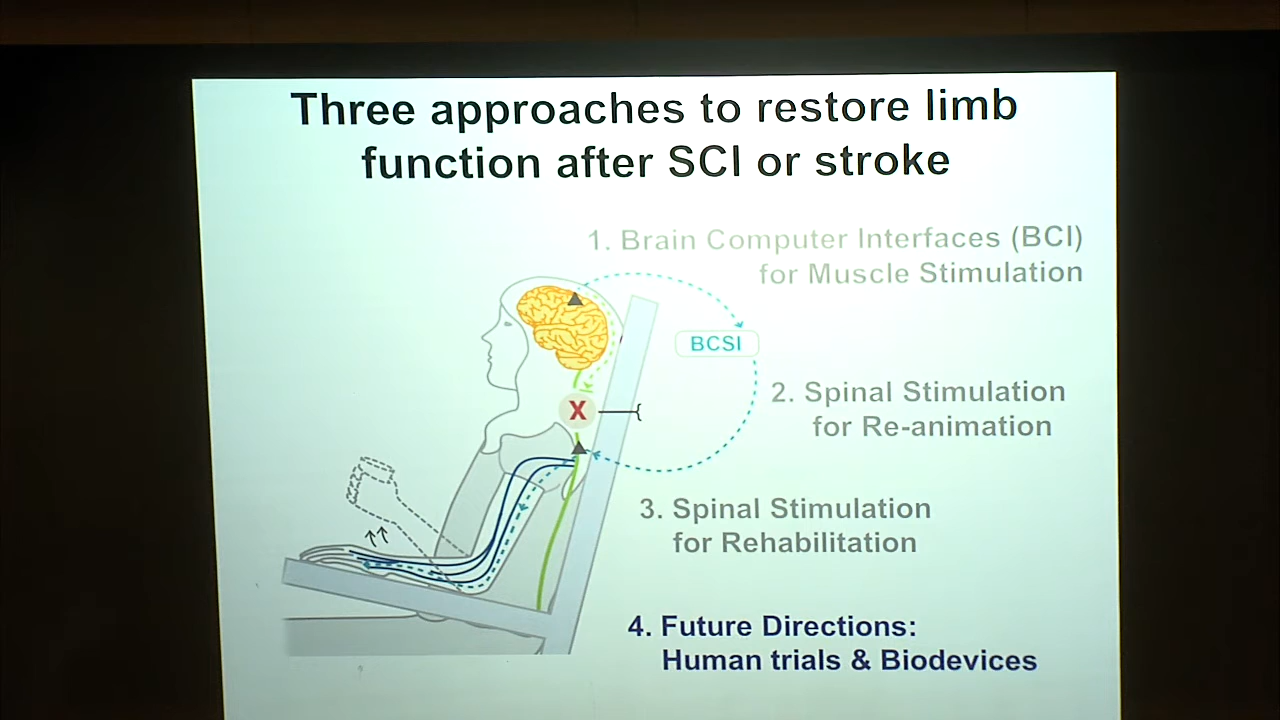 Three approaches to restore limb
function after SCI or stroke
1. Brain Computer Interfaces (BCI)
for Muscle Stimulation
BCSI
2. Spinal Stimulation
for Re-animation
X
3. Spinal Stimulation
for Rehabilitation
4. Future Directions:
Human trials & Biodevices